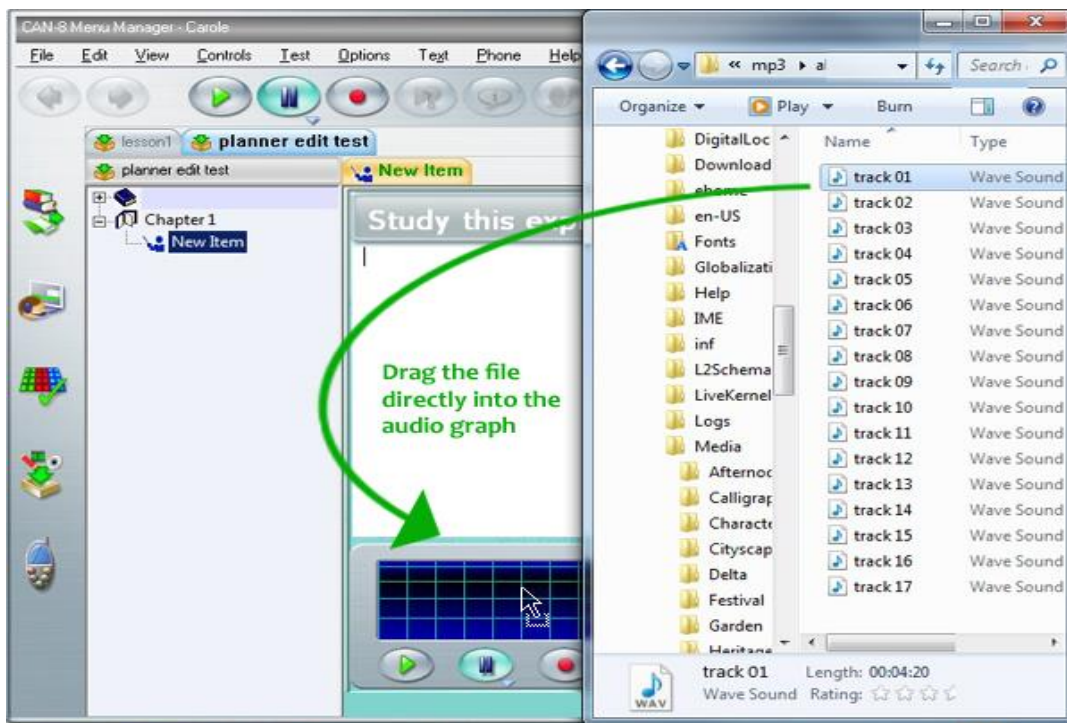 CAN-8 Menu Manager - Carole
File Edit View Controls Test Options Text Phone Help
lesson1 planner edit test
planner edit test
New Item
Chapter 1
New Item
Study this
Drag the file
directly into the
audio graph
« mp3 ▸ al
Search
Organize Play Burn
Name Type
DigitalLoc
Download
ehome
en-US
Fonts
Globalizati
Help
IME
inf
L2Schema
LiveKernel
Logs
Media
Afternoo
Calligrap
Characte
Cityscap
Delta
Festival
Garden
Heritage
track 01 Wave Sound
track 02 Wave Sound
track 03 Wave Sound
track 04 Wave Sound
track 05 Wave Sound
track 06 Wave Sound
track 07 Wave Sound
track 08 Wave Sound
track 09 Wave Sound
track 10 Wave Sound
track 11 Wave Sound
track 12 Wave Sound
track 13 Wave Sound
track 14 Wave Sound
track 15 Wave Sound
track 16 Wave Sound
track 17 Wave Sound
WAV
track 01 Length: 00:04:20
Wave Sound Rating: